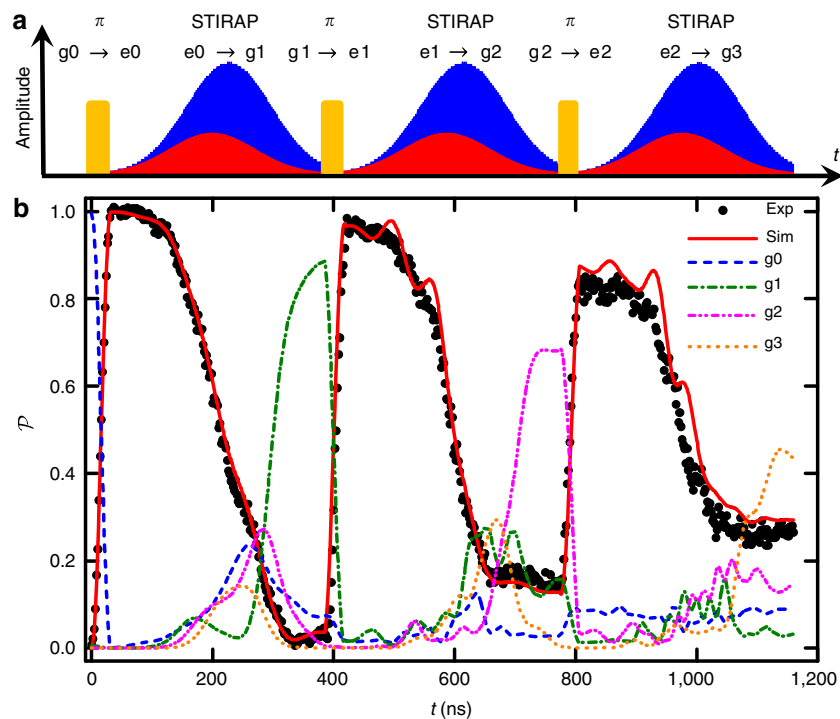 a
π STIRAP π STIRAP π STIRAP
g0 → e0 e0 → g1 g1 → e1 e1 → g2 g2 → e2 e2 → g3
Amplitude
t
b
Exp
Sim
g0
g1
g2
g3
1.0
0.8
0.6
0.4
0.2
0.0
𝒫
0 200 400 600 800 1,000 1,200
t (ns)